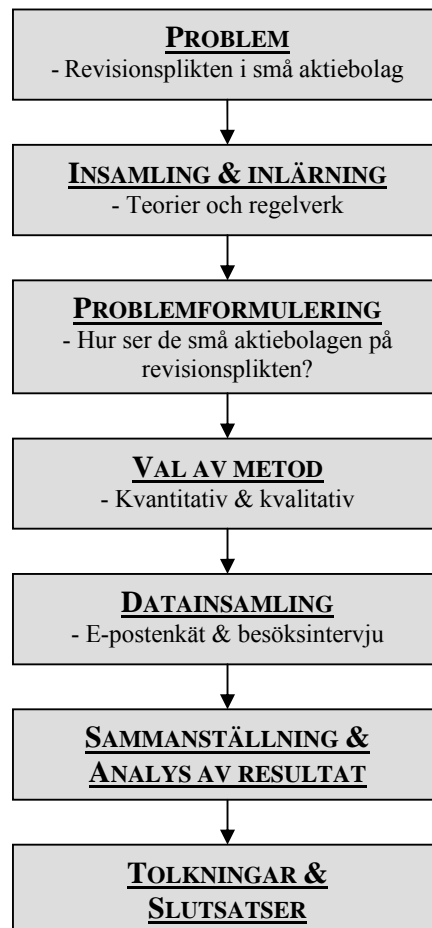 PROBLEM
- Revisionsplikten i små aktiebolag
INSAMLING & INLÄRNING
- Teorier och regelverk
PROBLEMFORMULERING
- Hur ser de små aktiebolagen på
revisionsplikten?
VAL AV METOD
- Kvantitativ & kvalitativ
DATAINSAMLING
- E-postenkät & besöksintervju
SAMMANSTÄLLNING &
ANALYS AV RESULTAT
TOLKNINGAR &
SLUTSATSER